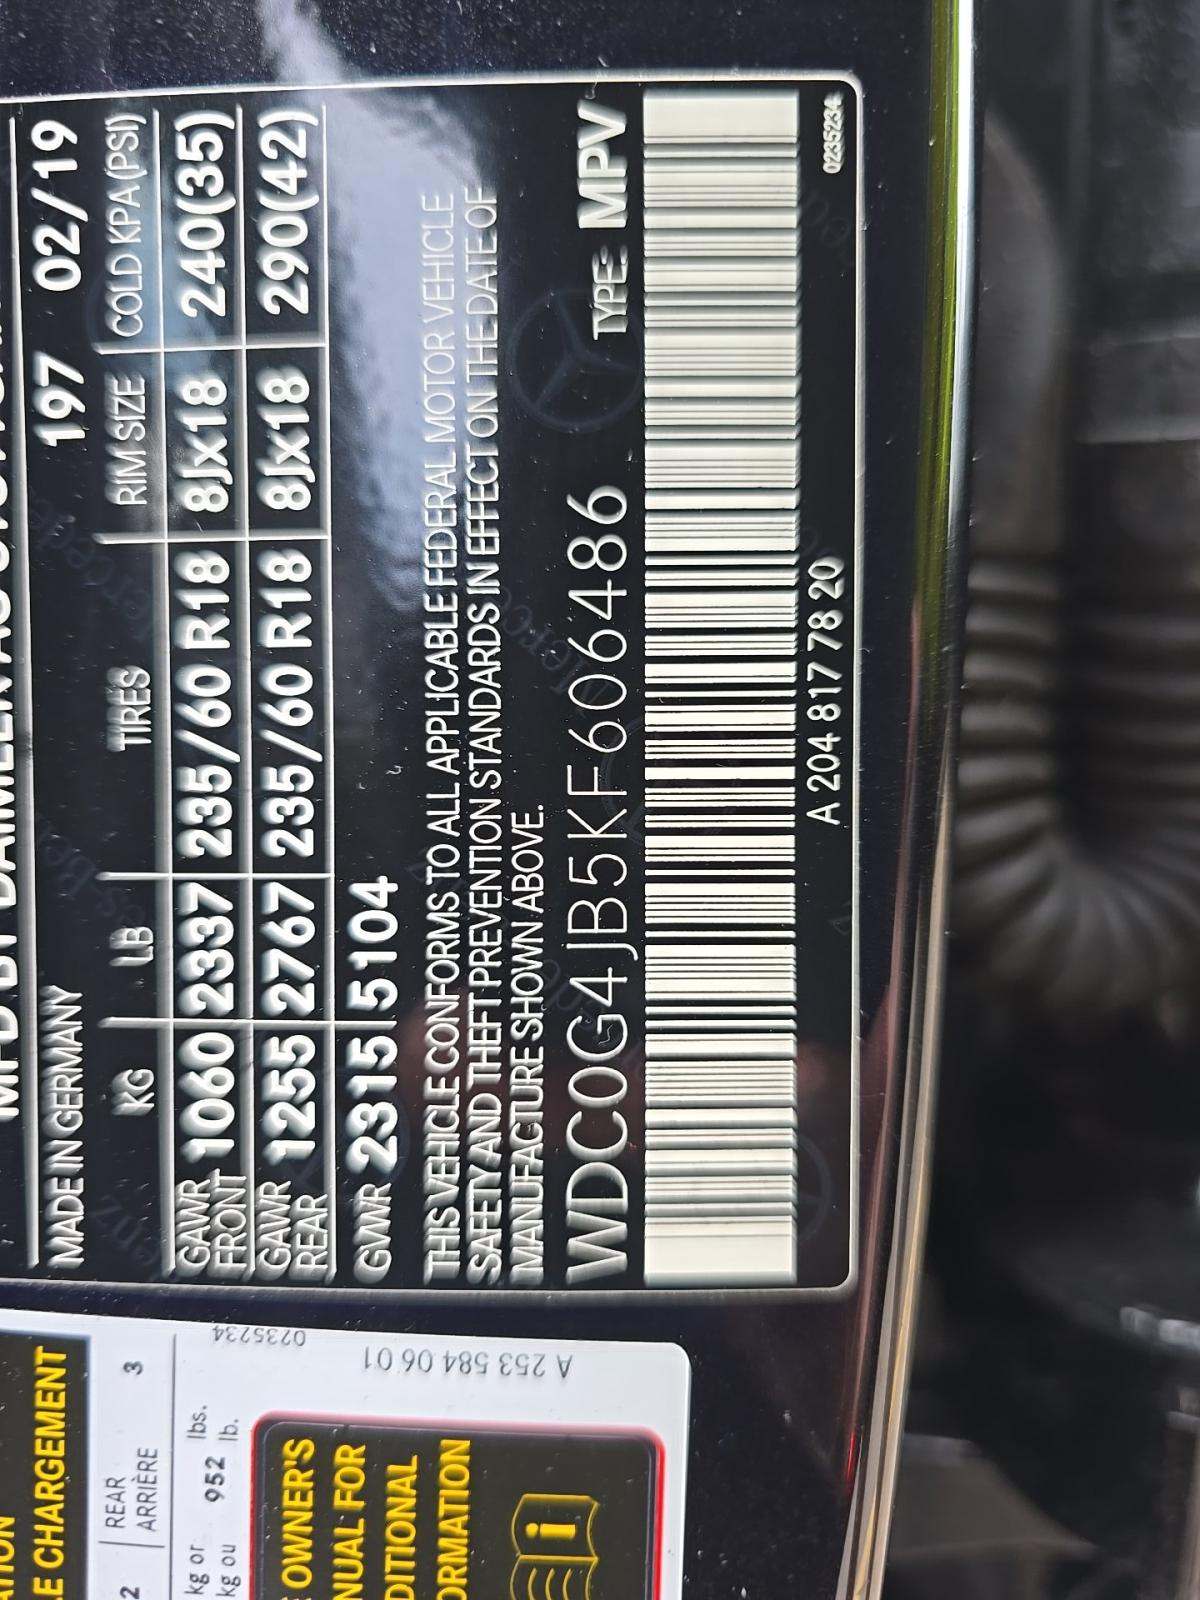 MADE IN GERMANY 197 02/19
KG LB TIRES RIM SIZE COLD KPA(PSI)
GAWR FRONT 1060 2337 235/60 R18 8Jx18 240(35)
GAWR REAR 1255 2767 235/60 R18 8Jx18 290(42)
GVWR 2315 5104
THIS VEHICLE CONFORMS TO ALL APPLICABLE FEDERAL MOTOR VEHICLE
SAFETY AND THEFT PREVENTION STANDARDS IN EFFECT ON THE DATE OF
MANUFACTURE SHOWN ABOVE.
WDC0G4JB5KF606486 TYPE: MPV
A 204 817 78 20
0235234
E CHARGEMENT
2 REAR 3
ARRIÈRE
kg or 952 lbs.
kg ou lb.
0235234
A 253 584 06 01
OWNER'S
NUAL FOR
DITIONAL
ORMATION